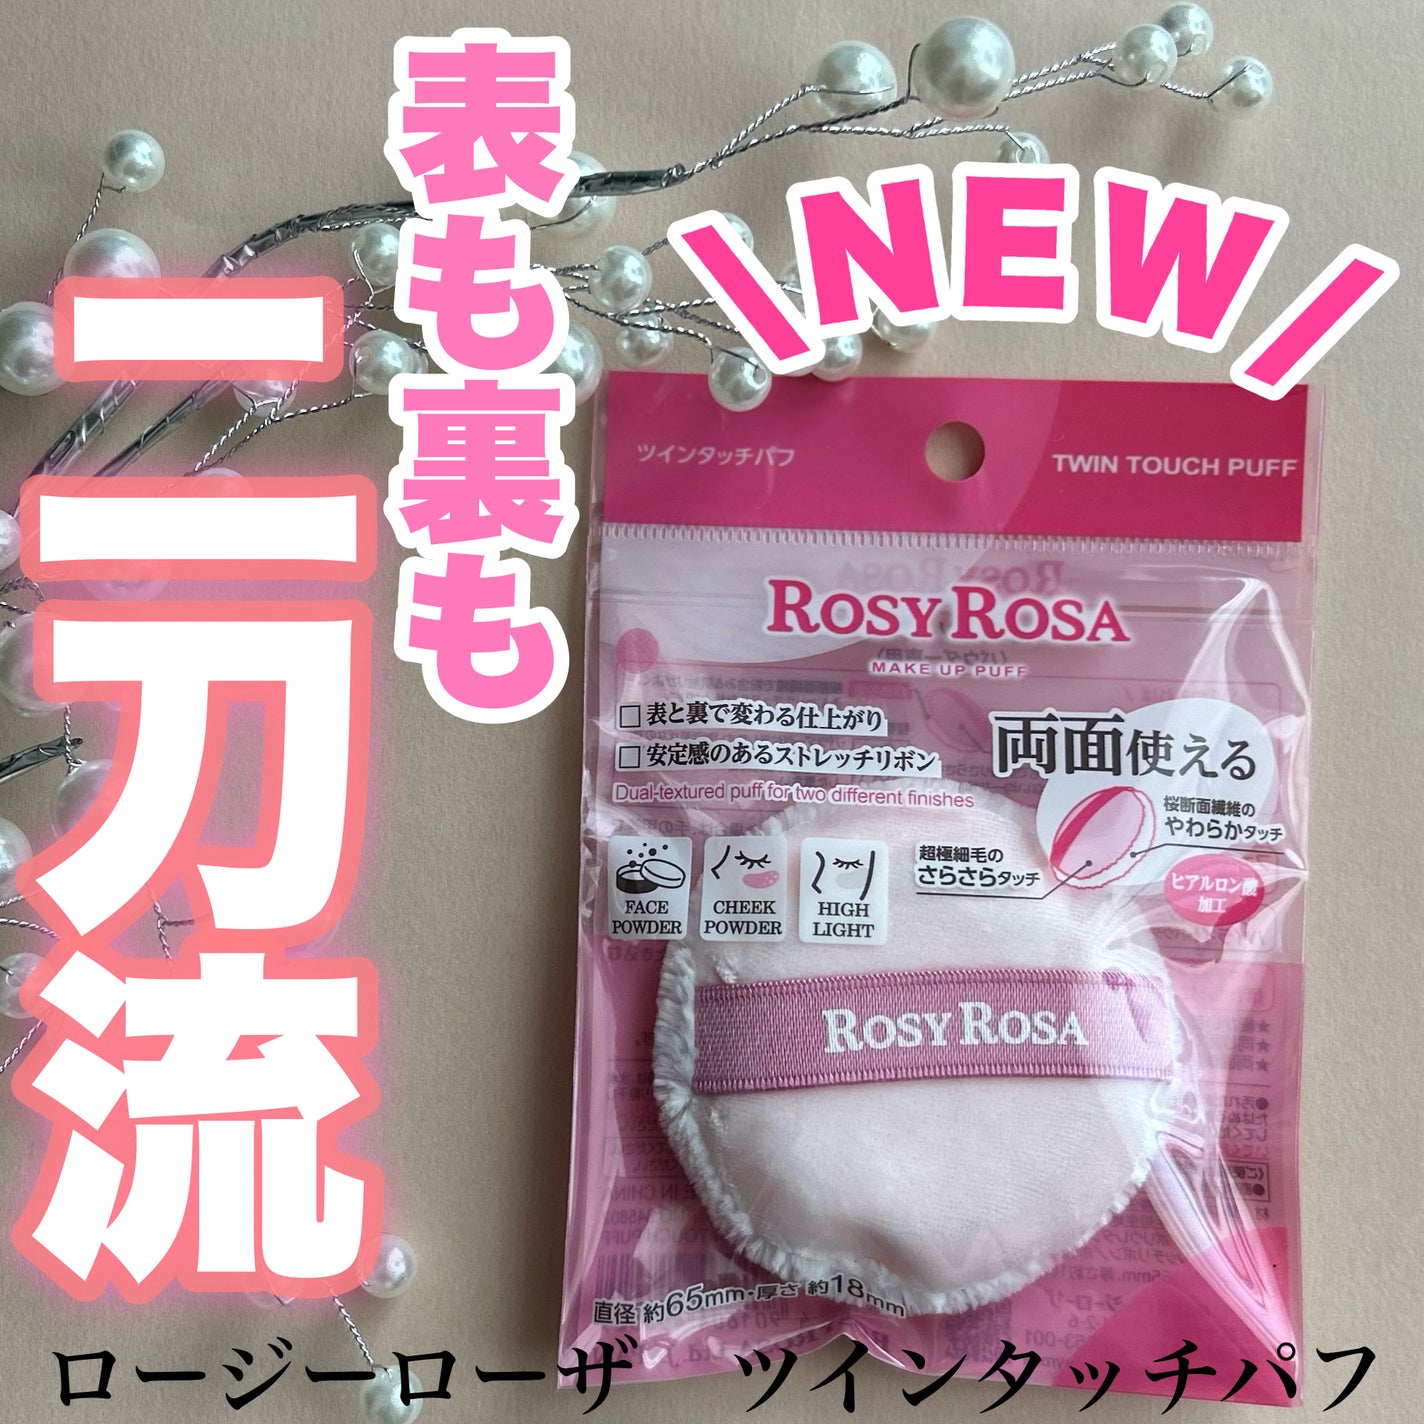 表も裏も
二刀流
\NEW/
ツインタッチパフ
TWIN TOUCH PUFF
ROSY ROSA
MAKE UP PUFF
□ 表と裏で変わる仕上がり
□ 安定感のあるストレッチリボン
Dual-textured puff for two different finishes
両面使える
桜断面繊維の
やわらかタッチ
超極細毛の
さらさらタッチ
ヒアルロン酸
加工
FACE
POWDER
CHEEK
POWDER
HIGH
LIGHT
ROSY ROSA
直径 約65mm・厚さ 約18mm
ロージーローザ ツインタッチパフ